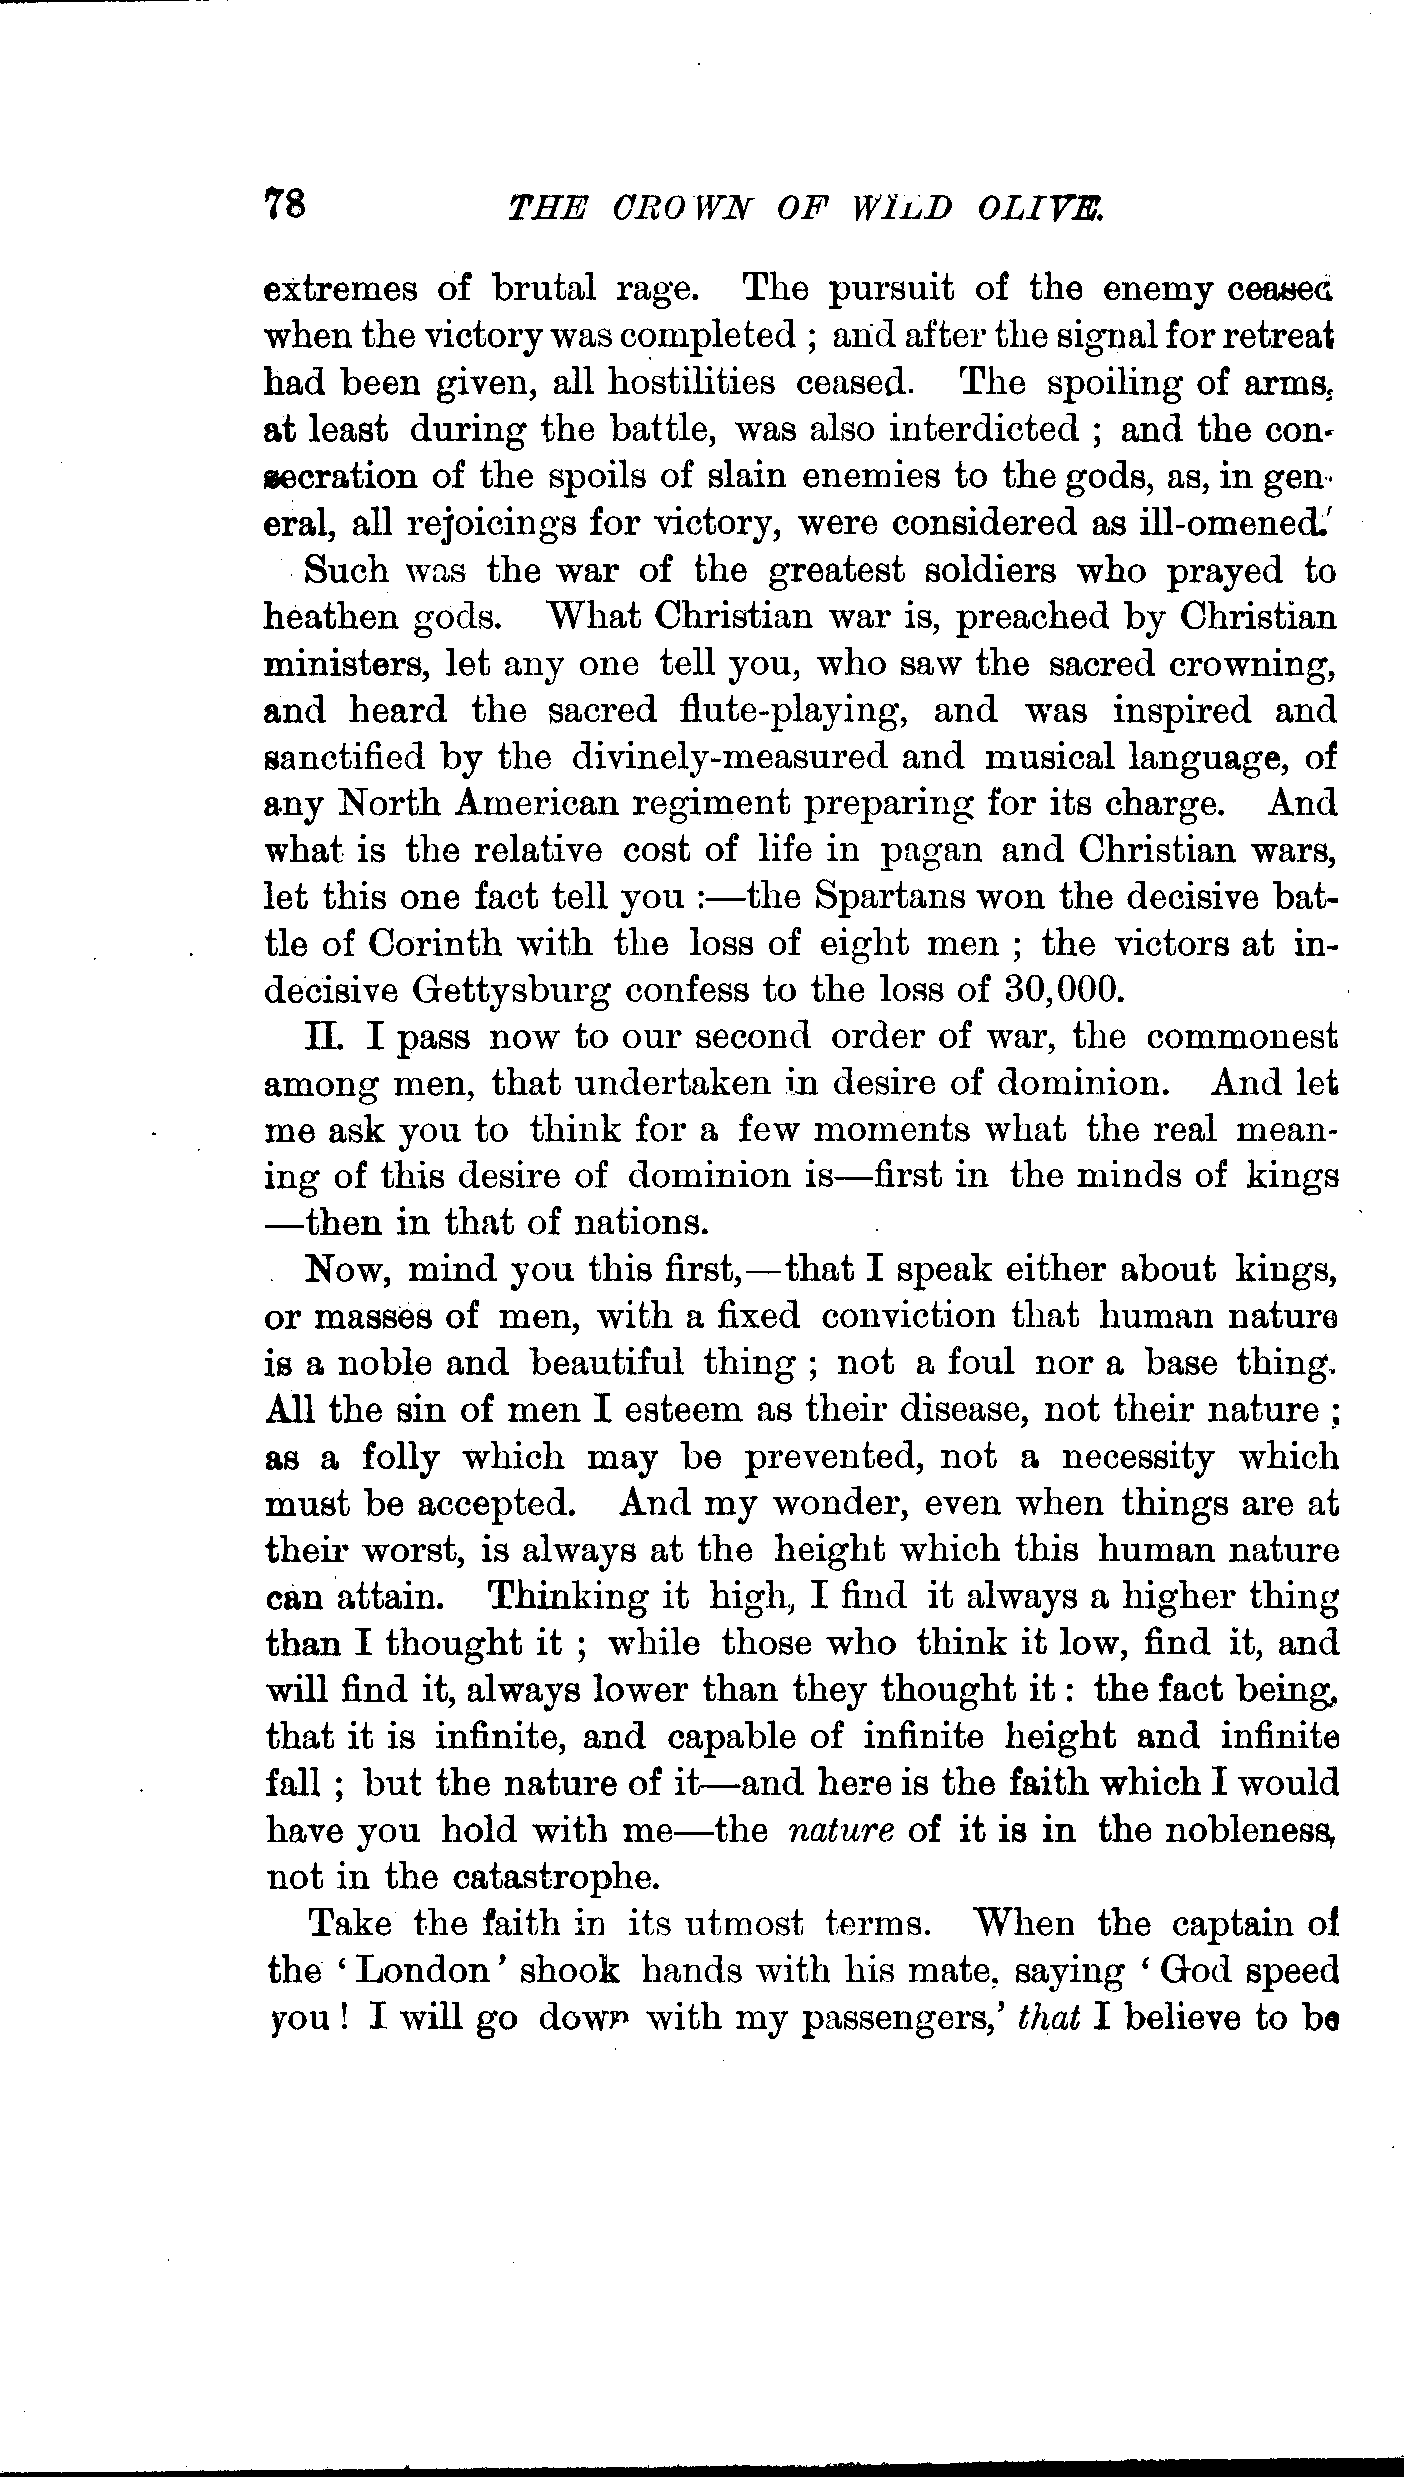 78 THE CROWN OF WILD OLIVE.
extremes of brutal rage. The pursuit of the enemy ceased
when the victory was completed ; and after the signal for retreat
had been given, all hostilities ceased. The spoiling of arms,
at least during the battle, was also interdicted ; and the con-
secration of the spoils of slain enemies to the gods, as, in gen-
eral, all rejoicings for victory, were considered as ill-omened.'
Such was the war of the greatest soldiers who prayed to
heathen gods. What Christian war is, preached by Christian
ministers, let any one tell you, who saw the sacred crowning,
and heard the sacred flute-playing, and was inspired and
sanctified by the divinely-measured and musical language, of
any North American regiment preparing for its charge. And
what is the relative cost of life in pagan and Christian wars,
let this one fact tell you :—the Spartans won the decisive bat-
tle of Corinth with the loss of eight men ; the victors at in-
decisive Gettysburg confess to the loss of 30,000.
II. I pass now to our second order of war, the commonest
among men, that undertaken in desire of dominion. And let
me ask you to think for a few moments what the real mean-
ing of this desire of dominion is—first in the minds of kings
—then in that of nations.
Now, mind you this first,—that I speak either about kings,
or masses of men, with a fixed conviction that human nature
is a noble and beautiful thing ; not a foul nor a base thing.
All the sin of men I esteem as their disease, not their nature ;
as a folly which may be prevented, not a necessity which
must be accepted. And my wonder, even when things are at
their worst, is always at the height which this human nature
can attain. Thinking it high, I find it always a higher thing
than I thought it ; while those who think it low, find it, and
will find it, always lower than they thought it : the fact being,
that it is infinite, and capable of infinite height and infinite
fall ; but the nature of it—and here is the faith which I would
have you hold with me—the nature of it is in the nobleness,
not in the catastrophe.
Take the faith in its utmost terms. When the captain of
the ‘ London ’ shook hands with his mate, saying ‘ God speed
you ! I will go down with my passengers,’ that I believe to be